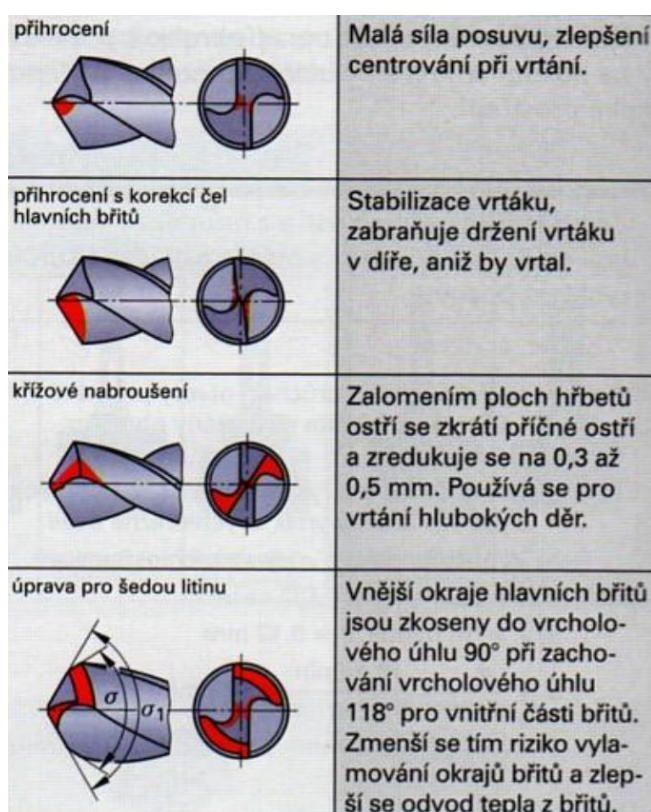 přihrocení
Malá síla posuvu, zlepšení
centrování při vrtání.
přihrocení s korekcí čel
hlavních břitů
Stabilizace vrtáku,
zabraňuje držení vrtáku
v díře, aniž by vrtal.
křížové nabroušení
Zalomením ploch hřbetů
ostří se zkrátí příčné ostří
a zredukuje se na 0,3 až
0,5 mm. Používá se pro
vrtání hlubokých děr.
úprava pro šedou litinu
σ
σ1
Vnější okraje hlavních břitů
jsou zkoseny do vrcholo-
vého úhlu 90° při zacho-
vání vrcholového úhlu
118° pro vnitřní části břitů.
Zmenší se tím riziko vyla-
mování okrajů břitů a zlep-
ší se odvod tepla z břitů.